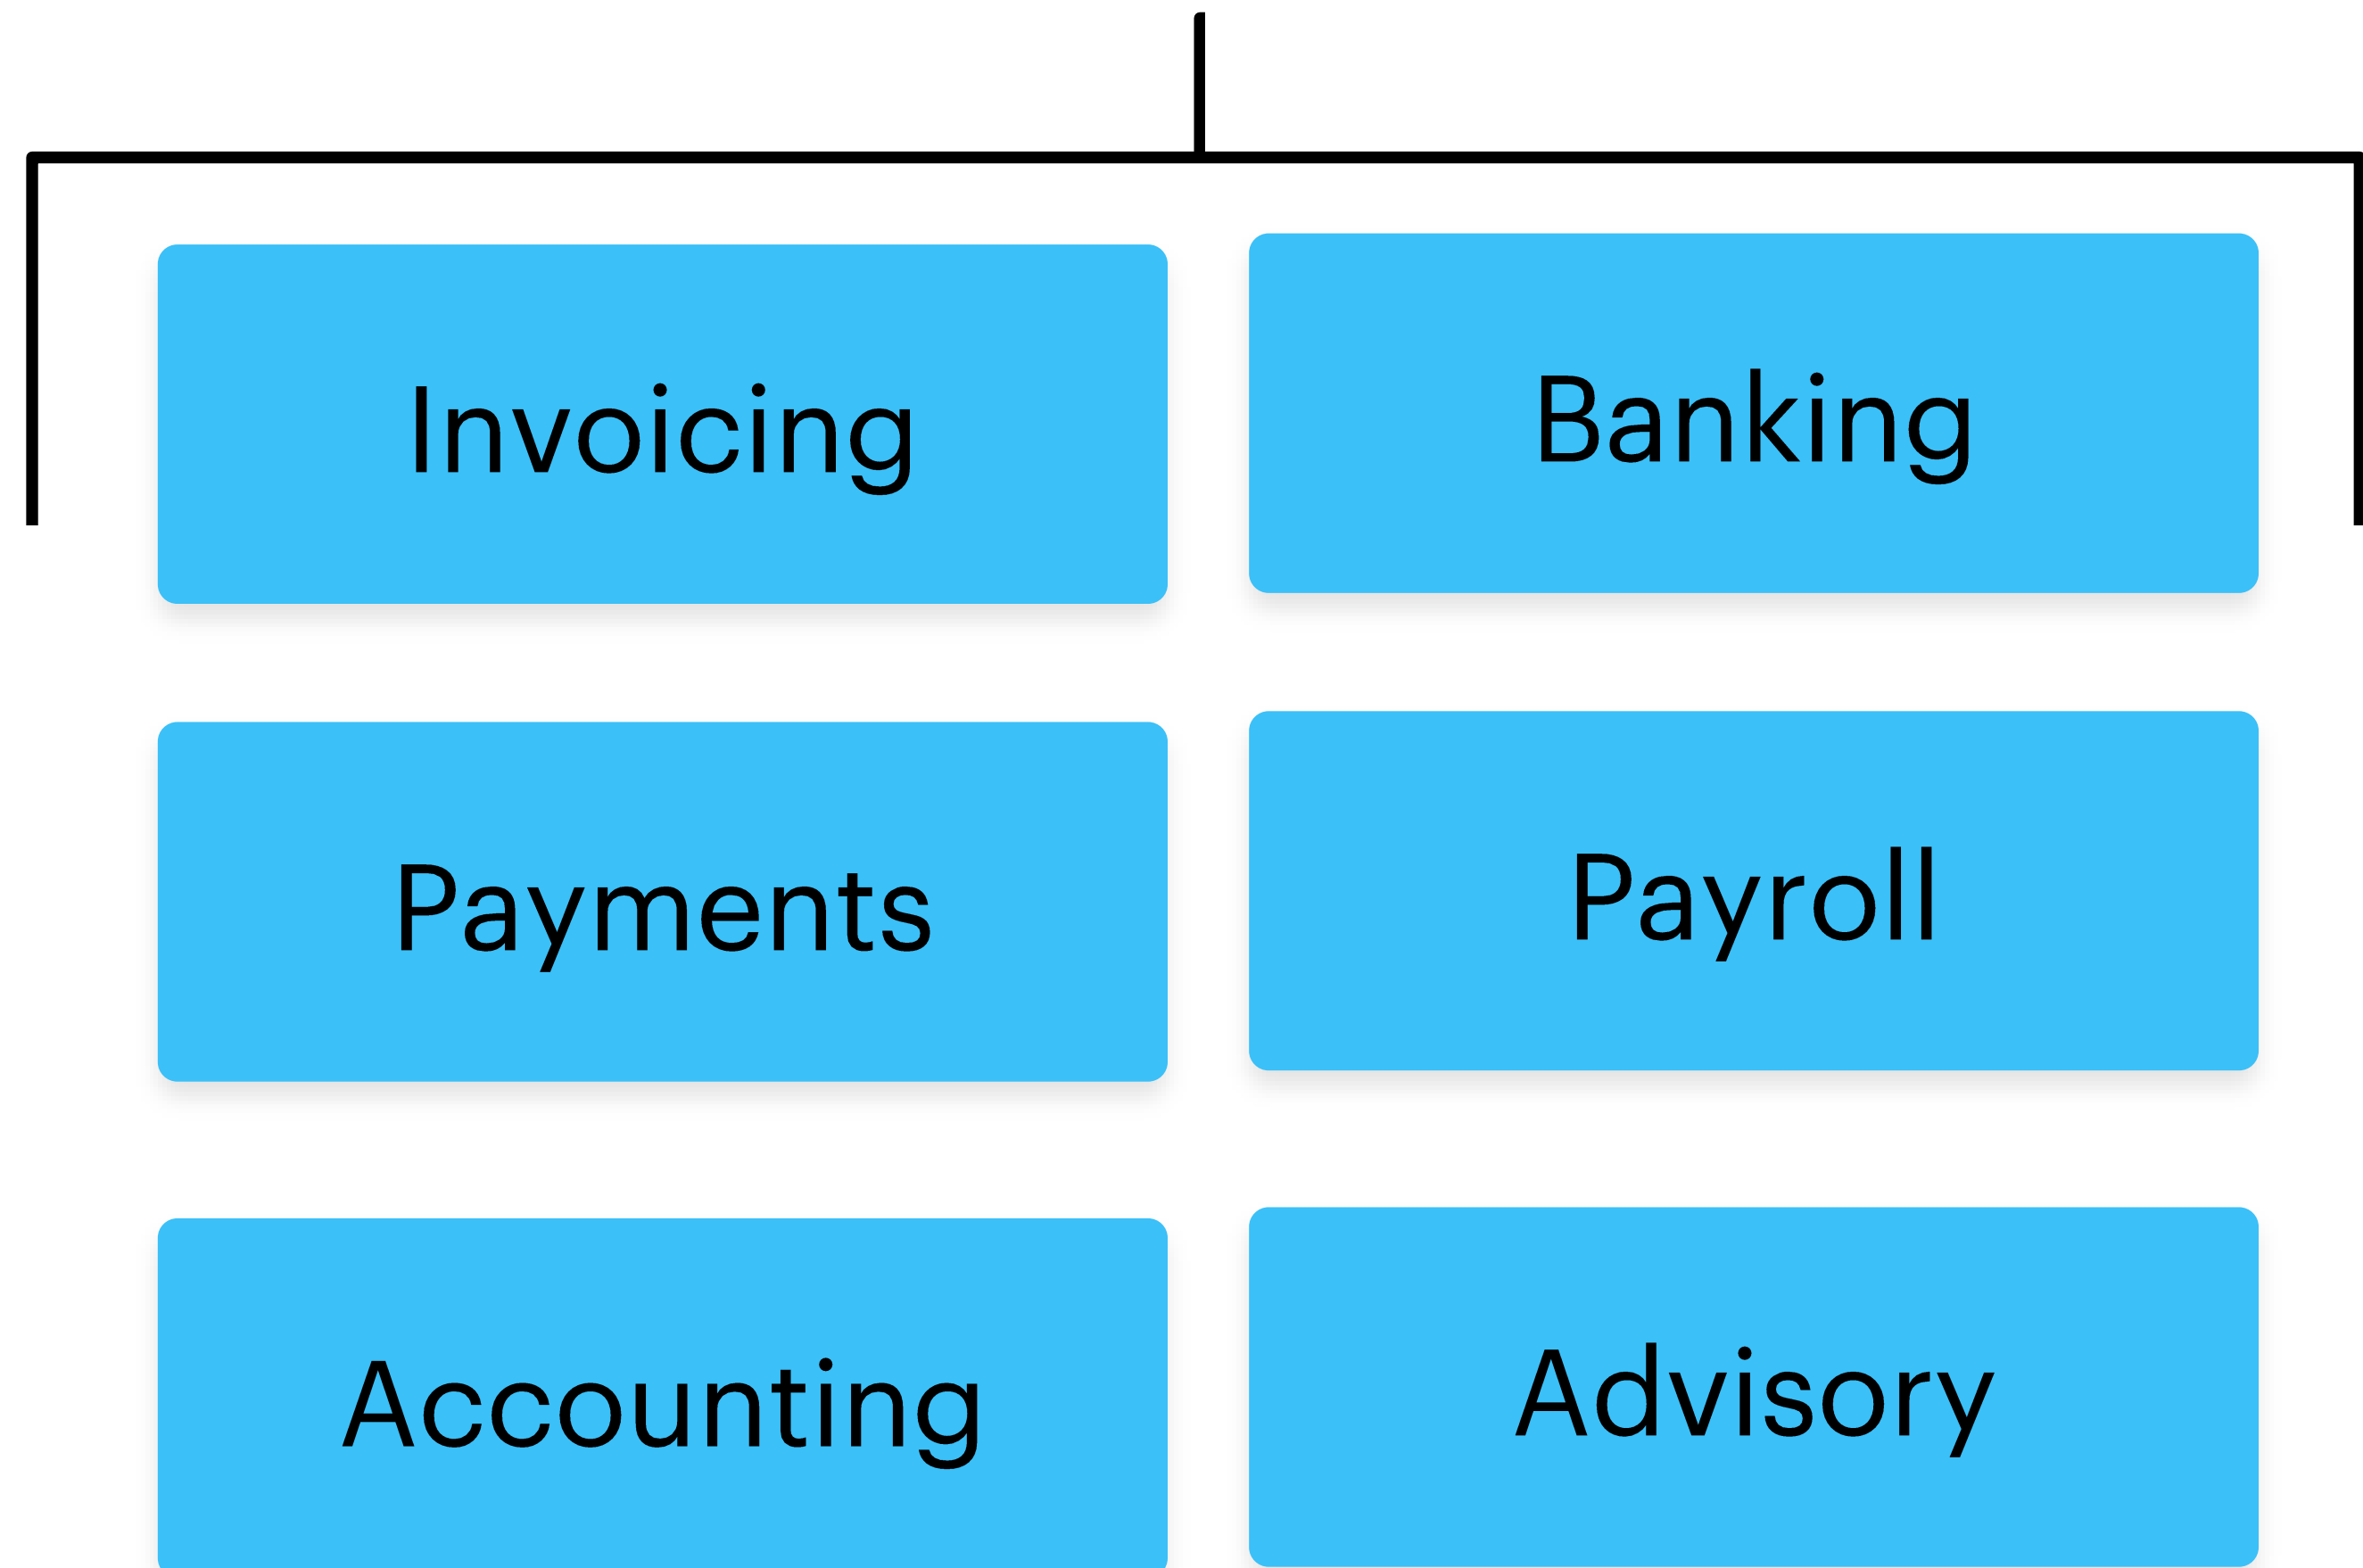 Invoicing
Banking
Payments
Payroll
Accounting
Advisory